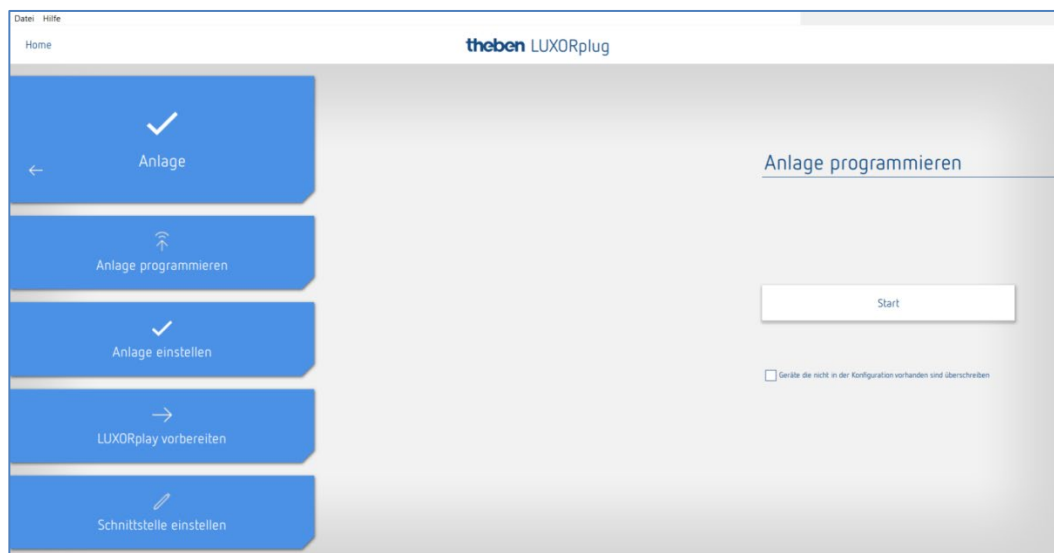 Datei Hilfe
Home
theben LUXORplug
Anlage
Anlage programmieren
Anlage einstellen
LUXORplay vorbereiten
Schnittstelle einstellen
Anlage programmieren
Start
Geräte die nicht in der Konfiguration vorhanden sind überschreiben